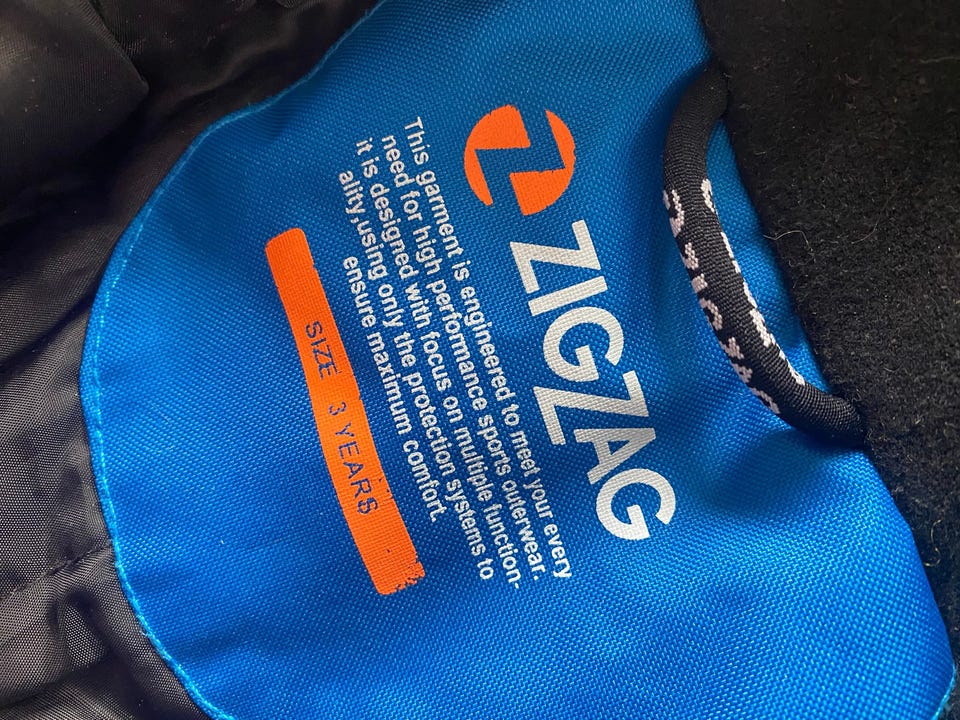 ZIGZAG
This garment is engineered to meet your every
need for high performance sports outerwear.
it is designed with focus on multiple function-
ality,using only the protection systems to
ensure maximum comfort.
SIZE 3 YEARS